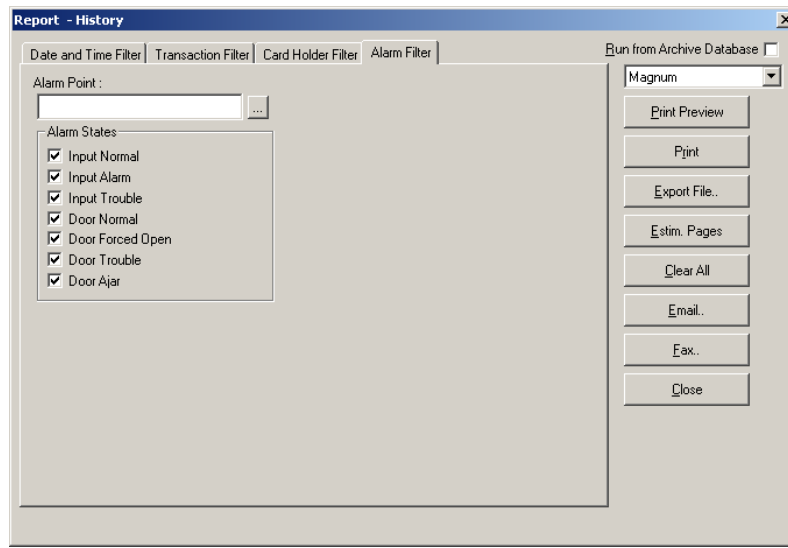 Report - History
Date and Time Filter
Transaction Filter
Card Holder Filter
Alarm Filter
Run from Archive Database
Magnum
Alarm Point :
...
Alarm States
Input Normal
Input Alarm
Input Trouble
Door Normal
Door Forced Open
Door Trouble
Door Ajar
Print Preview
Print
Export File..
Estim. Pages
Clear All
Email..
Fax..
Close